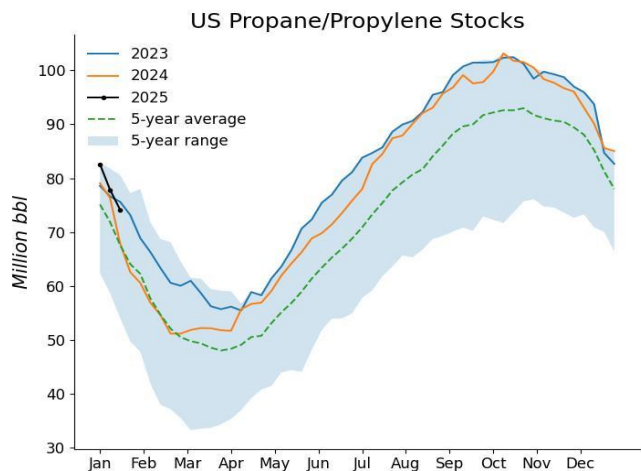 US Propane/Propylene Stocks
Million bbl
100
90
80
70
60
50
40
30
2023
2024
2025
5-year average
5-year range
Jan Feb Mar Apr May Jun Jul Aug Sep Oct Nov Dec